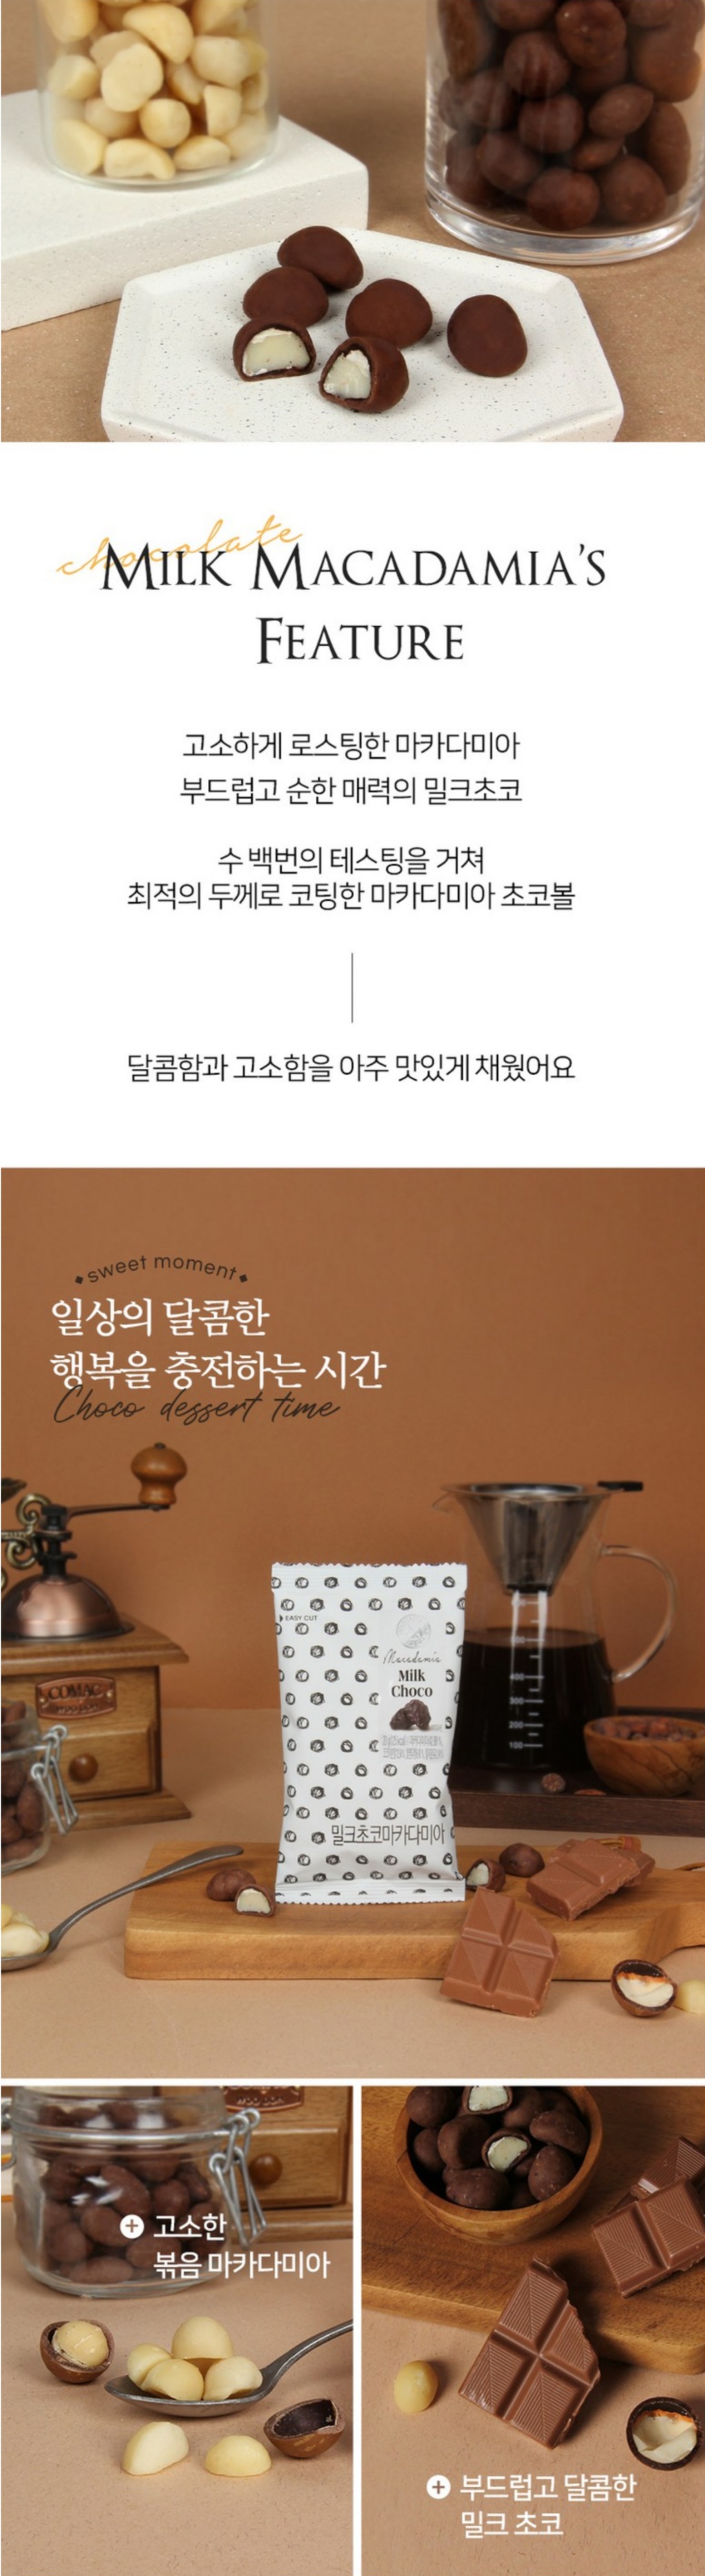 chocolate
MILK MACADAMIA'S
FEATURE
고소하게 로스팅한 마카다미아
부드럽고 순한 매력의 밀크초코
수 백번의 테스팅을 거쳐
최적의 두께로 코팅한 마카다미아 초코볼
달콤함과 고소함을 아주 맛있게 채웠어요
sweet moment
일상의 달콤한
행복을 충전하는 시간
Choco dessert time
EASY CUT
Macadamia
Milk
Choco
밀크초코마카다미아
COMAC
400
300
200
100
고소한
볶음 마카다미아
부드럽고 달콤한
밀크 초코